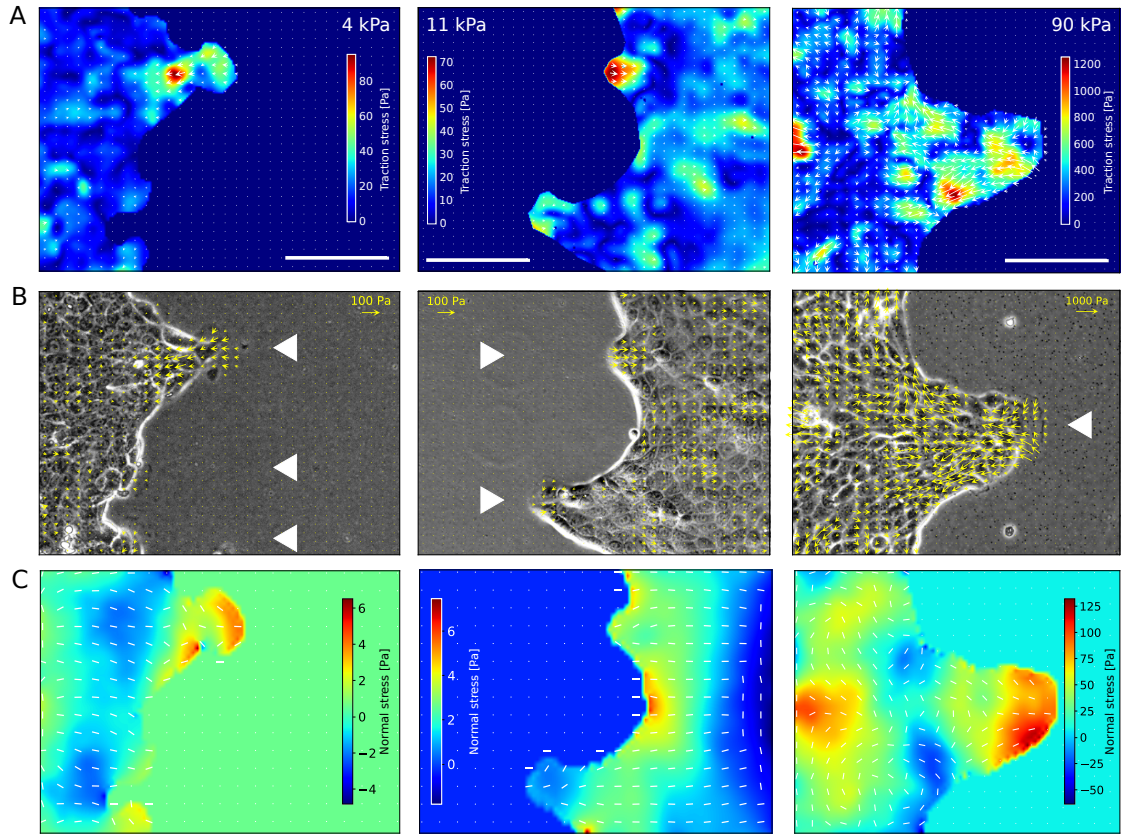 A
4 kPa
80
60
40
20
0
Traction stress [Pa]
11 kPa
70
60
50
40
30
20
10
0
Traction stress [Pa]
90 kPa
1200
1000
800
600
400
200
0
Traction stress [Pa]
B
100 Pa
100 Pa
1000 Pa
C
6
4
2
0
−2
−4
Normal stress [Pa]
6
4
2
0
Normal stress [Pa]
125
100
75
50
25
0
−25
−50
Normal stress [Pa]